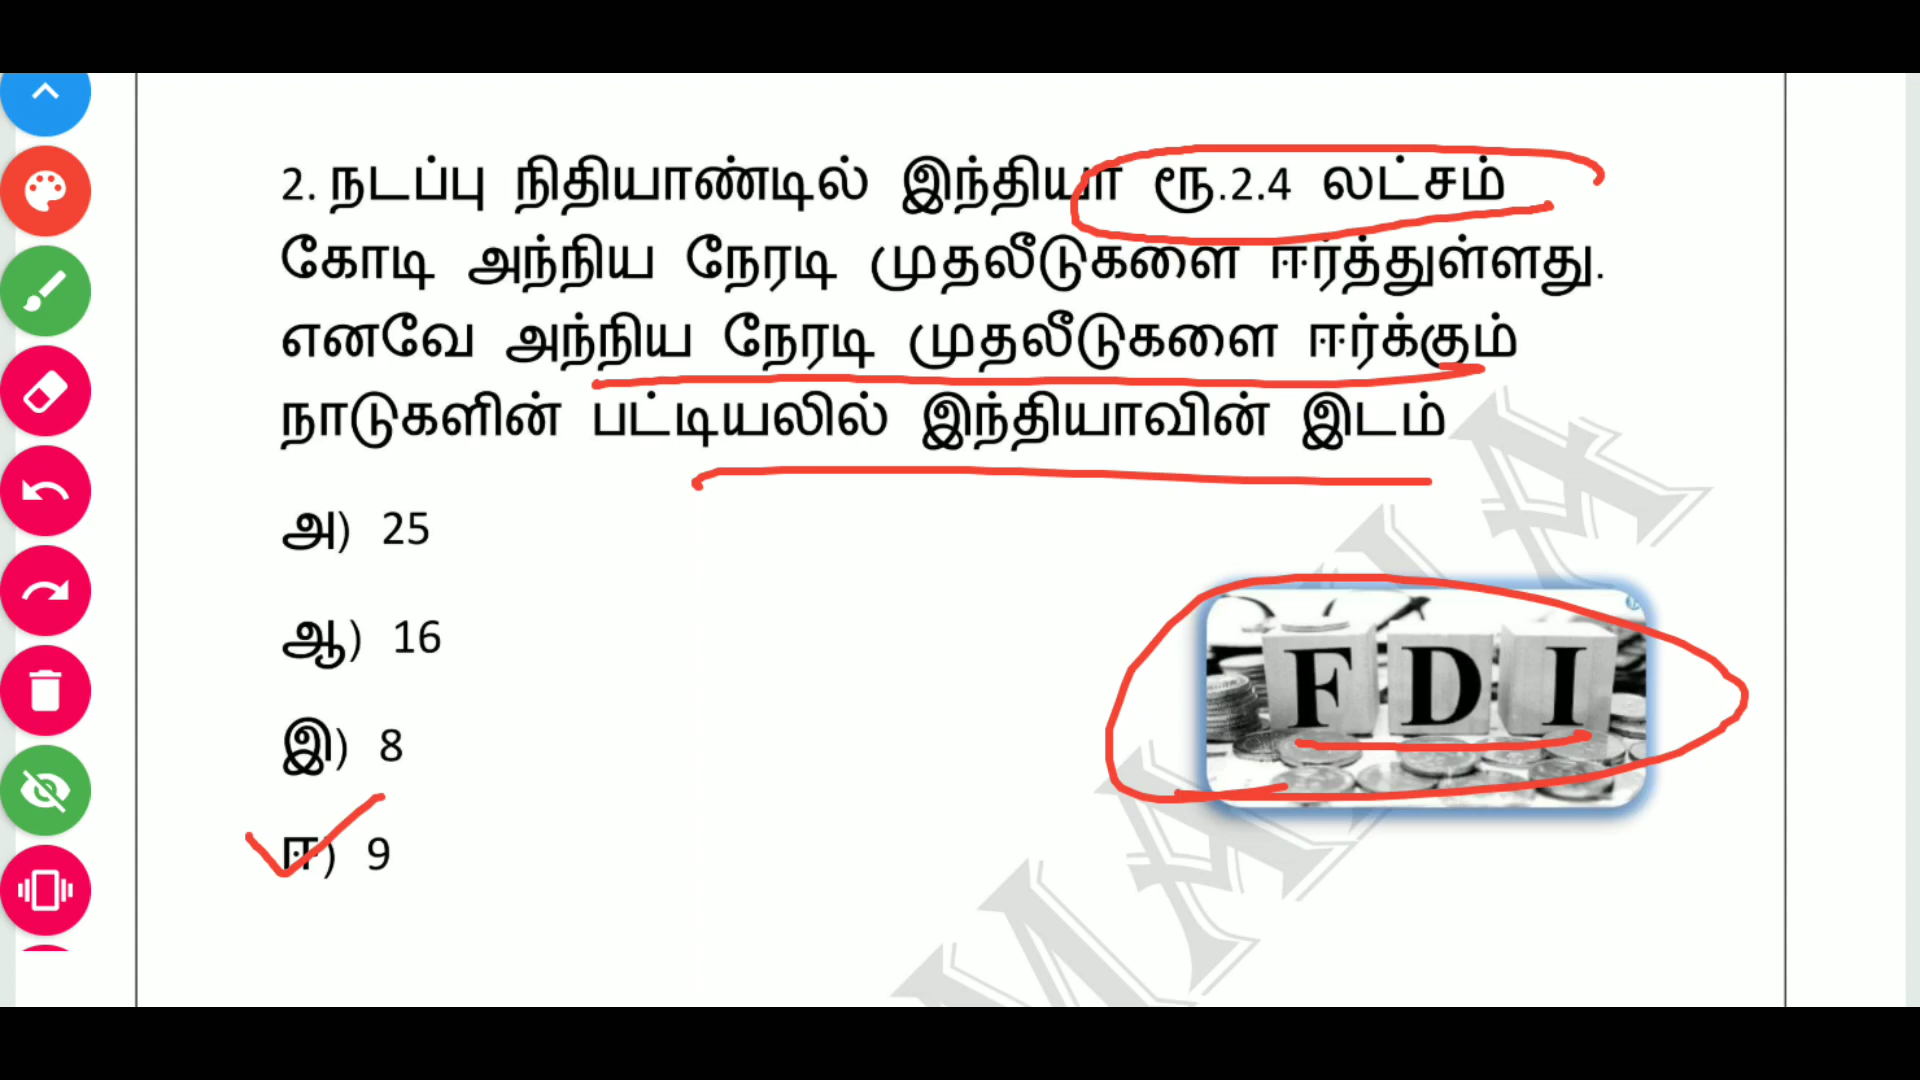 2. நடப்பு நிதியாண்டில் இந்தியா ரூ.2.4 லட்சம்
கோடி அந்நிய நேரடி முதலீடுகளை ஈர்த்துள்ளது.
எனவே அந்நிய நேரடி முதலீடுகளை ஈர்க்கும்
நாடுகளின் பட்டியலில் இந்தியாவின் இடம்
அ) 25
ஆ) 16
இ) 8
ஈ) 9
FDI